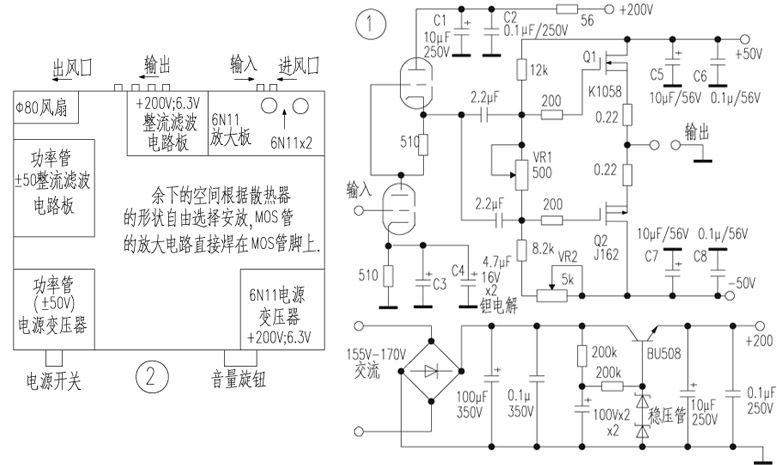 出风口
输出
输入
进风口
Φ80风扇
+200V;6.3V
整流滤波
电路板
6N11
放大板
6N11x2
功率管
±50整流滤波
电路板
余下的空间根据散热器
的形状自由选择安放,MOS管
的放大电路直接焊在MOS管脚上.
功率管
(±50V)
电源变压器
6N11电源
变压器
+200V;6.3V
电源开关
2
音量旋钮
1
C1
10μF
250V
C2
0.1μF/250V
56
+200V
+50V
12k
Q1
K1058
C5
C6
10μF/56V
0.1μ/56V
2.2μF
200
0.22
510
VR1
500
输出
0.22
输入
2.2μF
200
Q2
J162
10μF/56V
0.1μ/56V
C7
C8
8.2k
VR2
5k
-50V
510
C3
C4
4.7μF
16V
x2
钽电解
155V-170V
交流
200k
200k
BU508
+200
100μF
350V
0.1μ
350V
100Vx2
x2
稳压管
10μF
250V
0.1μF
250V